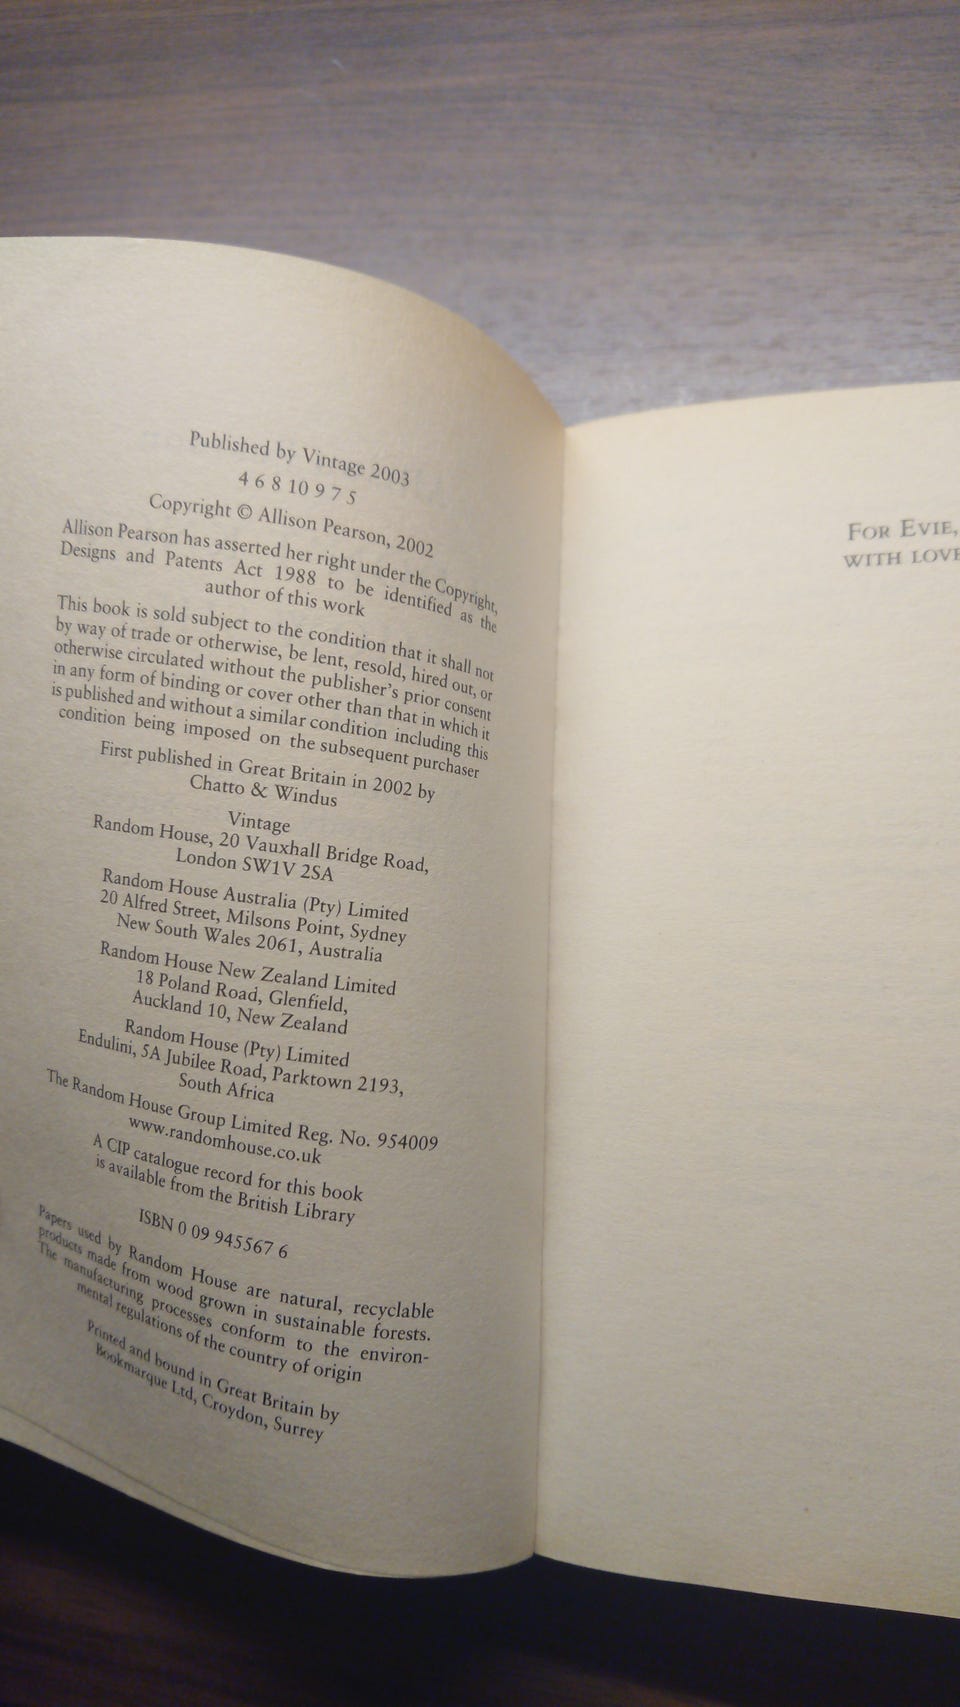 Published by Vintage 2003
4 6 8 10 9 7 5
Copyright © Allison Pearson, 2002
Allison Pearson has asserted her right under the Copyright,
Designs and Patents Act 1988 to be identified as the
author of this work
This book is sold subject to the condition that it shall not
by way of trade or otherwise, be lent, resold, hired out, or
otherwise circulated without the publisher's prior consent
in any form of binding or cover other than that in which it
is published and without a similar condition including this
condition being imposed on the subsequent purchaser
First published in Great Britain in 2002 by
Chatto & Windus
Vintage
Random House, 20 Vauxhall Bridge Road,
London SW1V 2SA
Random House Australia (Pty) Limited
20 Alfred Street, Milsons Point, Sydney
New South Wales 2061, Australia
Random House New Zealand Limited
18 Poland Road, Glenfield,
Auckland 10, New Zealand
Random House (Pty) Limited
Endulini, 5A Jubilee Road, Parktown 2193,
South Africa
The Random House Group Limited Reg. No. 954009
www.randomhouse.co.uk
A CIP catalogue record for this book
is available from the British Library
ISBN 0 09 945567 6
Papers used by Random House are natural, recyclable
products made from wood grown in sustainable forests.
The manufacturing processes conform to the environ-
mental regulations of the country of origin
Printed and bound in Great Britain by
Bookmarque Ltd, Croydon, Surrey
FOR EVIE,
WITH LOVE